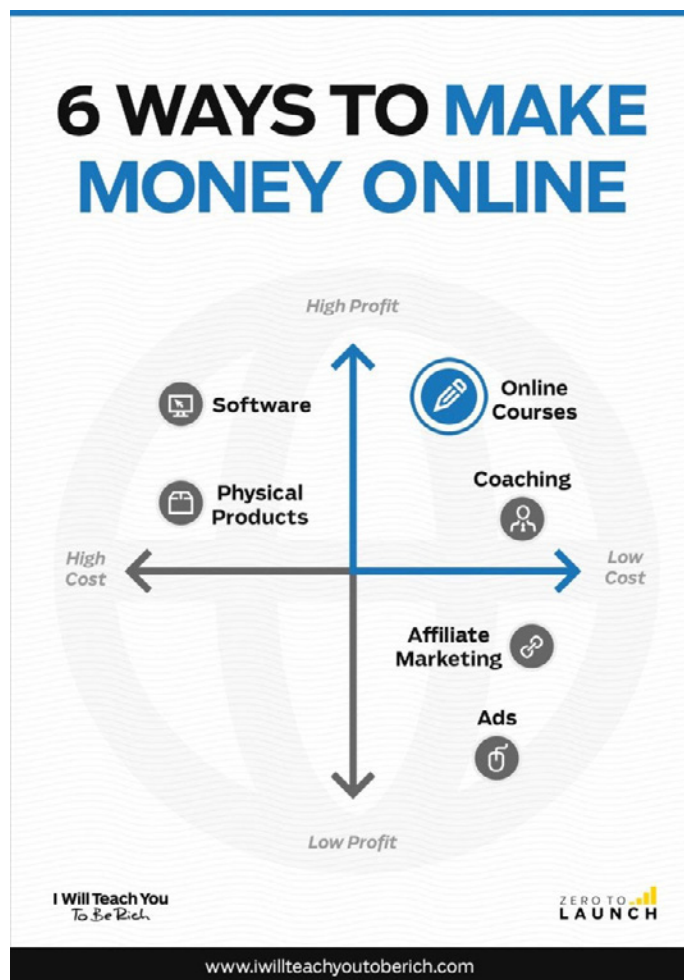 6 WAYS TO MAKE
MONEY ONLINE
High Profit
Software
Online
Courses
Physical
Products
Coaching
High
Cost
Low
Cost
Affiliate
Marketing
Ads
Low Profit
I Will Teach You
To Be Rich
ZERO TO
LAUNCH
www.iwillteachyoutoberich.com